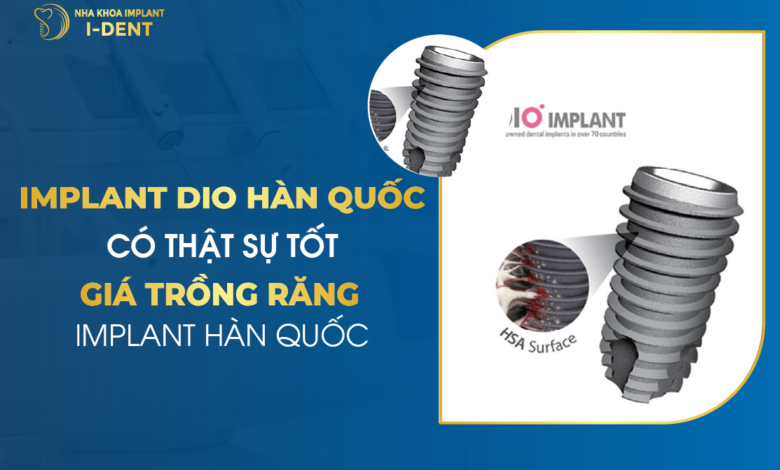 NHA KHOA IMPLANT
I-DENT
IMPLANT DIO HÀN QUỐC
CÓ THẬT SỰ TỐT
GIÁ TRỒNG RĂNG
IMPLANT HÀN QUỐC
IO IMPLANT
owned dental implants in over 70 countries
HSA Surface